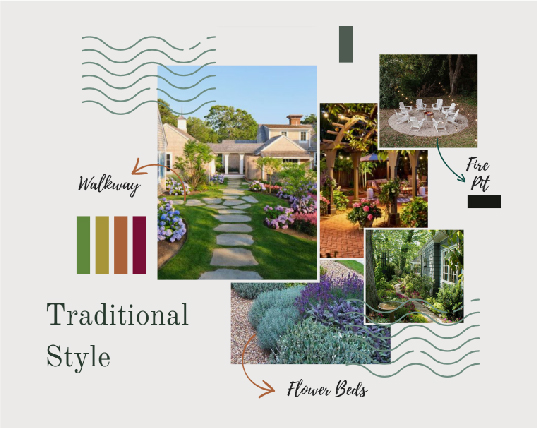 Fire
Pit
Walkway
Traditional
Style
Flower Beds